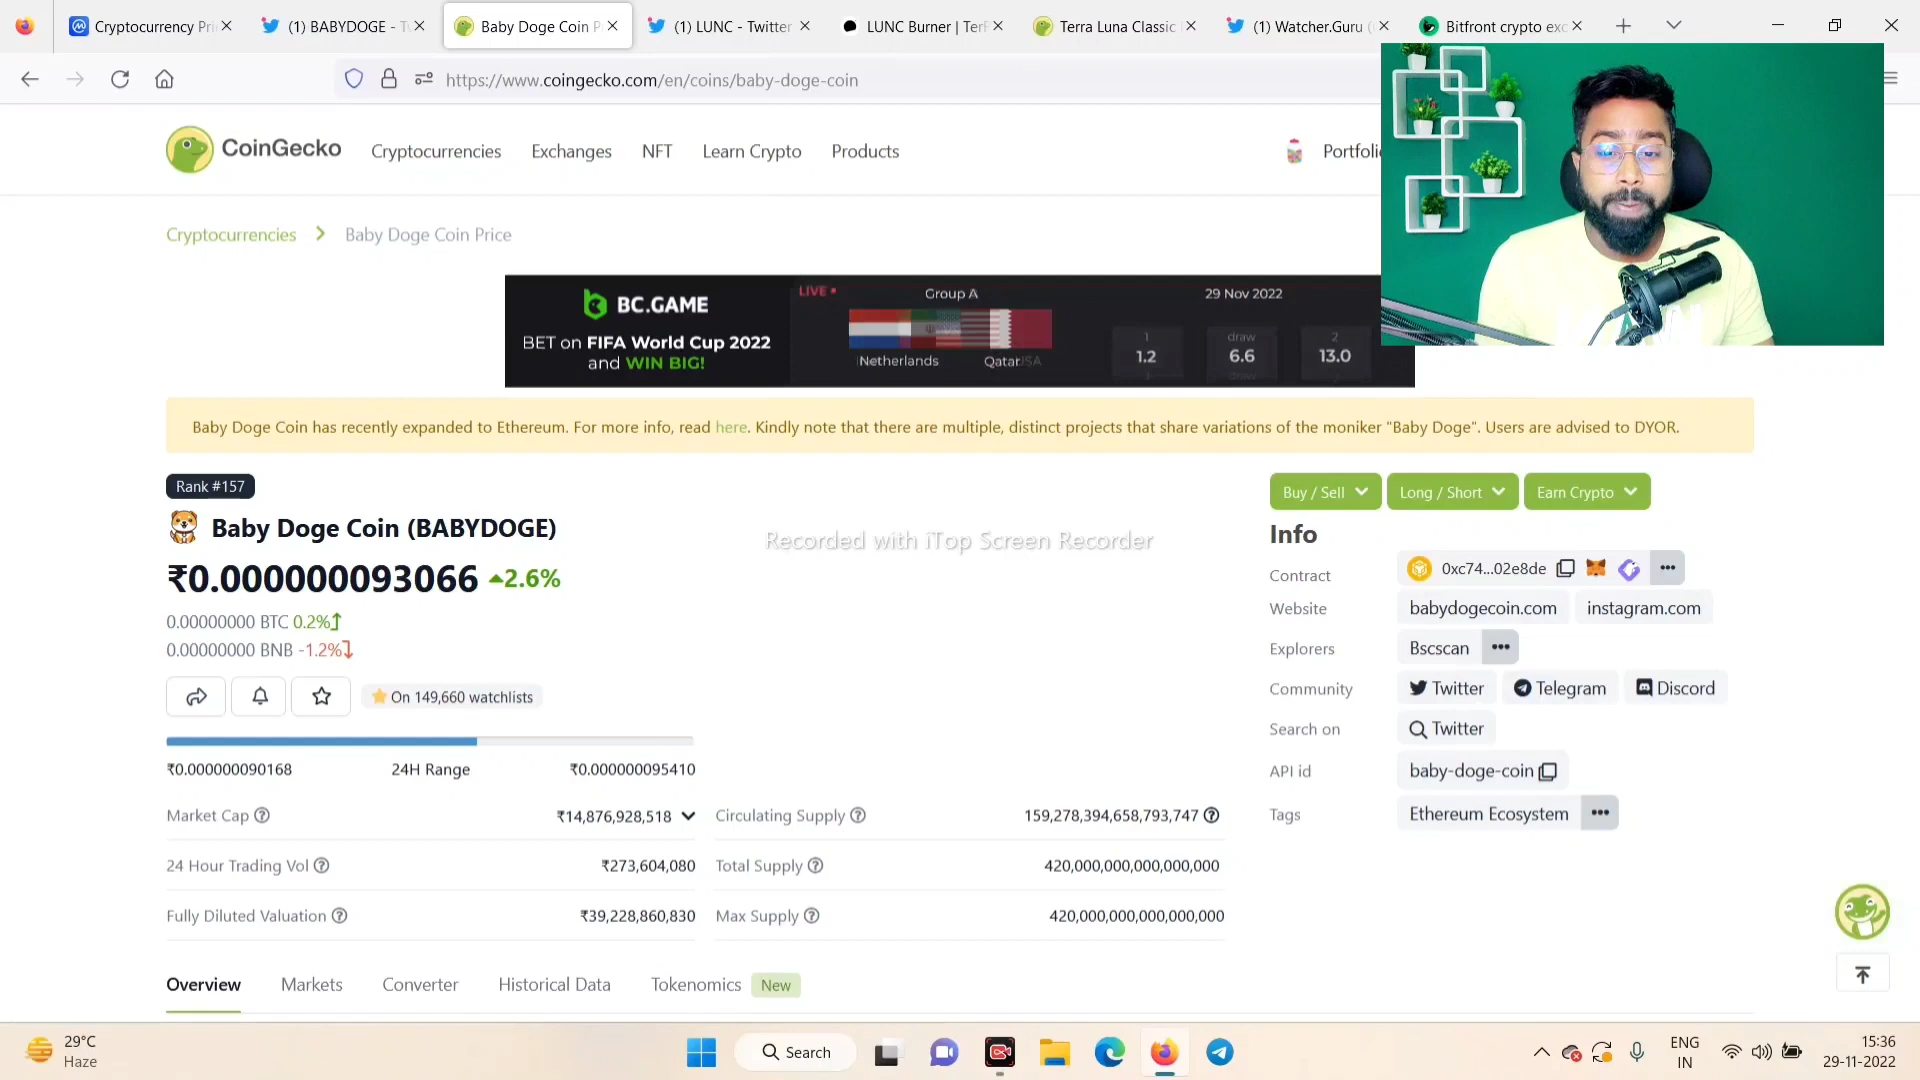 Cryptocurrency Pri
(1) BABYDOGE - T
Baby Doge Coin P
(1) LUNC - Twitter
LUNC Burner | Ter
Terra Luna Classic
(1) Watcher.Guru (
Bitfront crypto exc
https://www.coingecko.com/en/coins/baby-doge-coin
CoinGecko
Cryptocurrencies
Exchanges
NFT
Learn Crypto
Products
Portfolio
Cryptocurrencies > Baby Doge Coin Price
BC.GAME
BET on FIFA World Cup 2022
and WIN BIG!
LIVE
Group A
29 Nov 2022
Netherlands
Qatar
1
1.2
draw
6.6
2
13.0
Baby Doge Coin has recently expanded to Ethereum. For more info, read here. Kindly note that there are multiple, distinct projects that share variations of the moniker "Baby Doge". Users are advised to DYOR.
Rank #157
Baby Doge Coin (BABYDOGE)
₹0.000000093066 2.6%
0.00000000 BTC 0.2%
0.00000000 BNB -1.2%
On 149,660 watchlists
₹0.000000090168
24H Range
₹0.000000095410
Market Cap ₹14,876,928,518
24 Hour Trading Vol ₹273,604,080
Fully Diluted Valuation ₹39,228,860,830
Circulating Supply 159,278,394,658,793,747
Total Supply 420,000,000,000,000,000
Max Supply 420,000,000,000,000,000
Recorded with iTop Screen Recorder
Buy / Sell
Long / Short
Earn Crypto
Info
Contract 0xc74...02e8de
Website babydogecoin.com instagram.com
Explorers Bscscan
Community Twitter Telegram Discord
Search on Twitter
API id baby-doge-coin
Tags Ethereum Ecosystem
Overview
Markets
Converter
Historical Data
Tokenomics New
29°C
Haze
Search
ENG
IN
15:36
29-11-2022